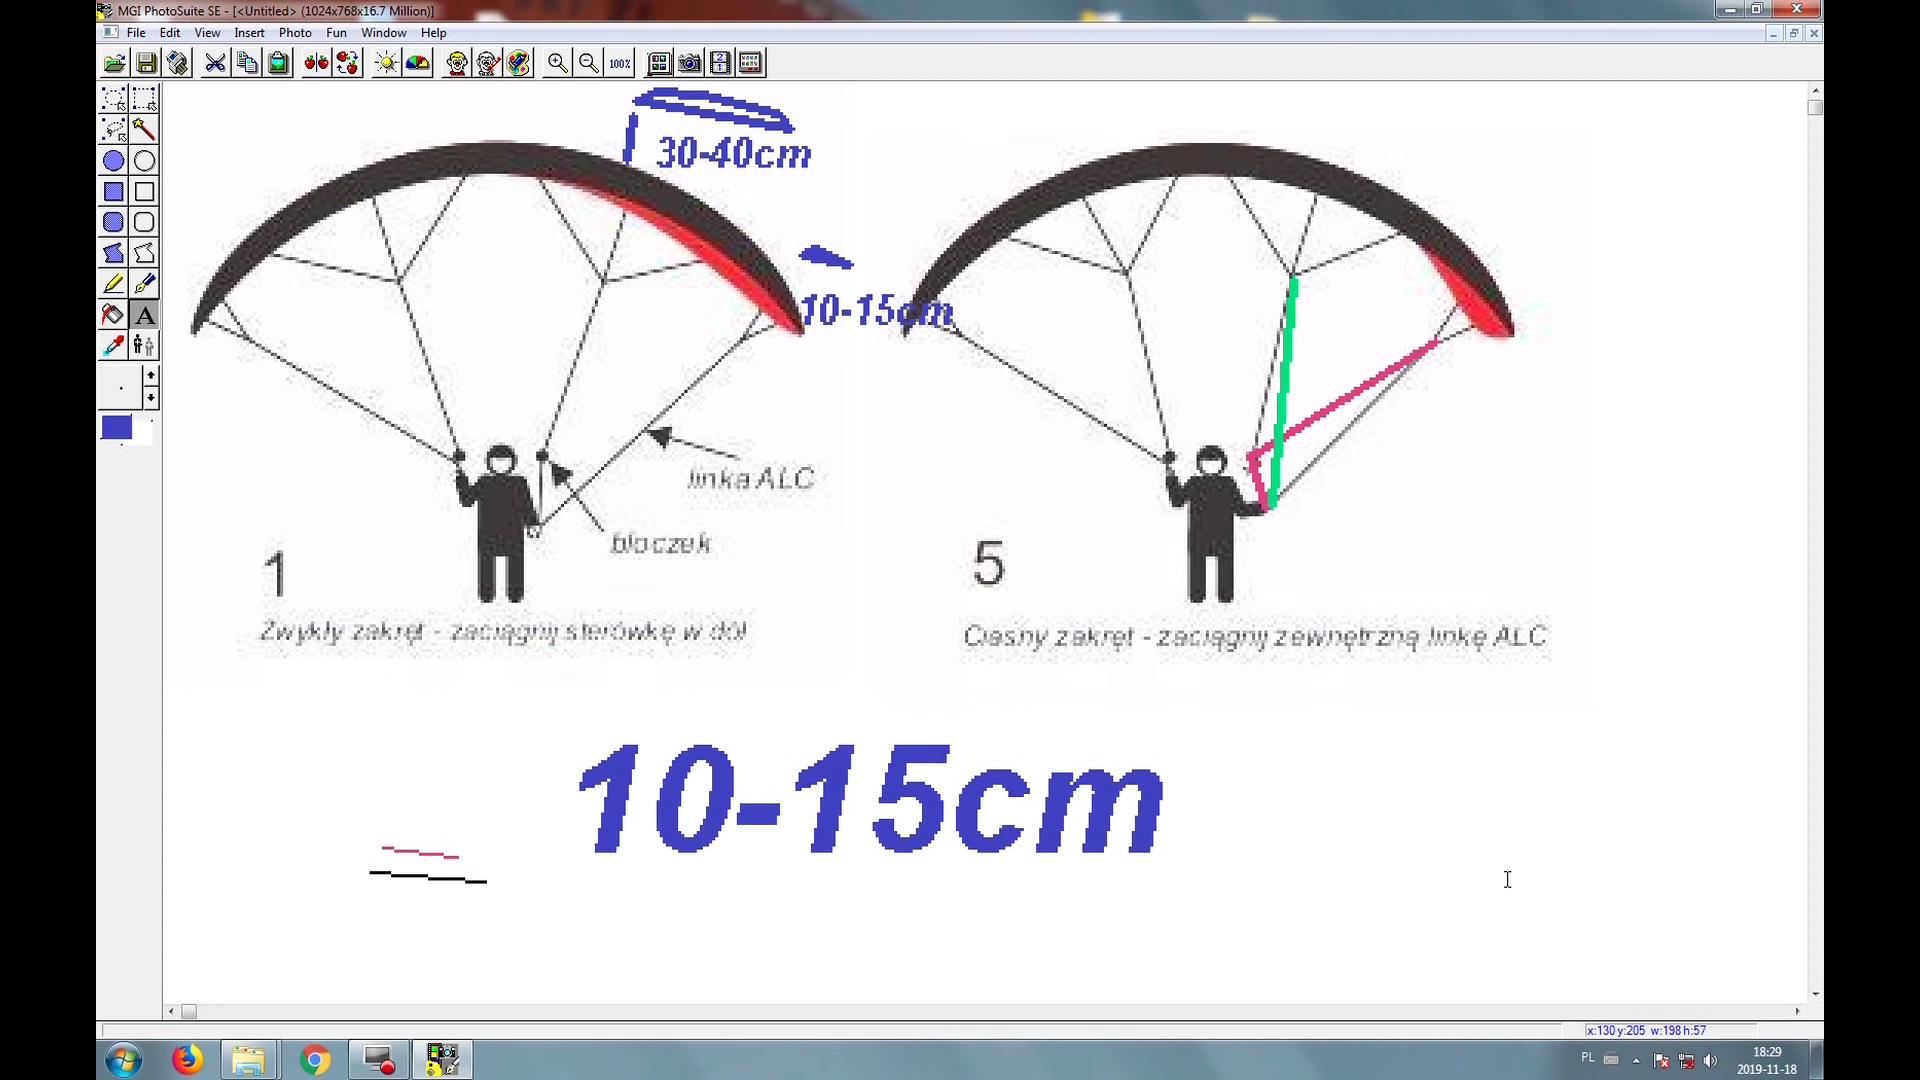 MGI PhotoSuite SE - [<Untitled> (1024x768x16.7 Million)]
File Edit View Insert Photo Fun Window Help
100%
A
30-40cm
10-15cm
linka ALC
bloczek
1
5
Zwykły zakręt - zaciągnij sterówkę w dół
Ciasny zakręt - zaciągnij zewnętrzną linkę ALC
10-15cm
x:130 y:205 w:198 h:57
PL
18:29
2019-11-18